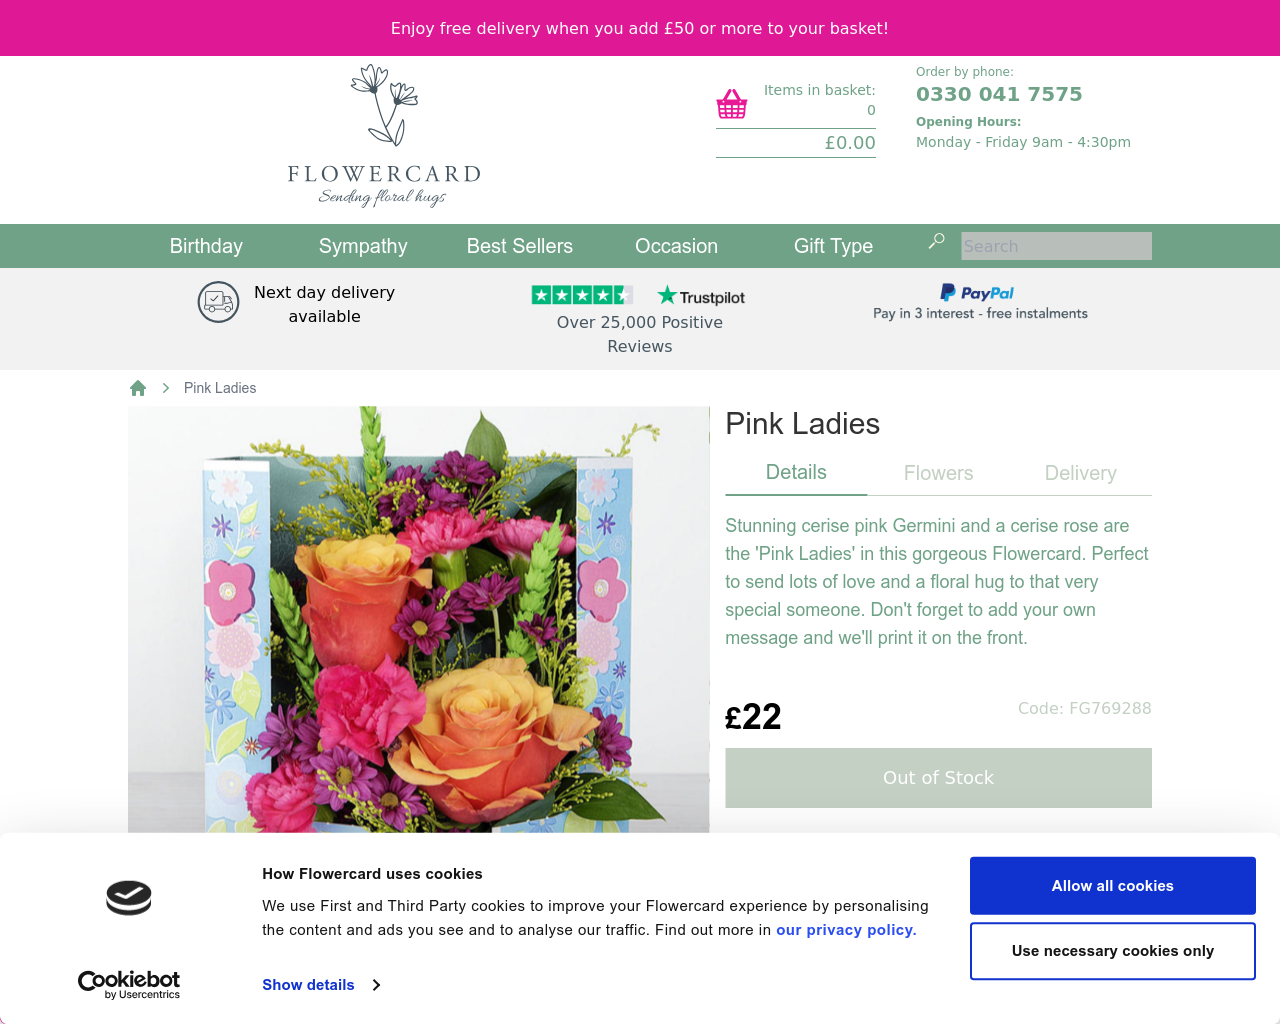 Enjoy free delivery when you add £50 or more to your basket!
FLOWERCARD
Sending floral hugs
Items in basket:
0
£0.00
Order by phone:
0330 041 7575
Opening Hours:
Monday - Friday 9am - 4:30pm
Birthday
Sympathy
Best Sellers
Occasion
Gift Type
Search
Next day delivery
available
Trustpilot
Over 25,000 Positive
Reviews
PayPal
Pay in 3 interest - free instalments
Pink Ladies
Pink Ladies
Details
Flowers
Delivery
Stunning cerise pink Germini and a cerise rose are
the 'Pink Ladies' in this gorgeous Flowercard. Perfect
to send lots of love and a floral hug to that very
special someone. Don't forget to add your own
message and we'll print it on the front.
£22
Code: FG769288
Out of Stock
How Flowercard uses cookies
We use First and Third Party cookies to improve your Flowercard experience by personalising
the content and ads you see and to analyse our traffic. Find out more in our privacy policy.
Show details
Allow all cookies
Use necessary cookies only
Cookiebot
by Usercentrics